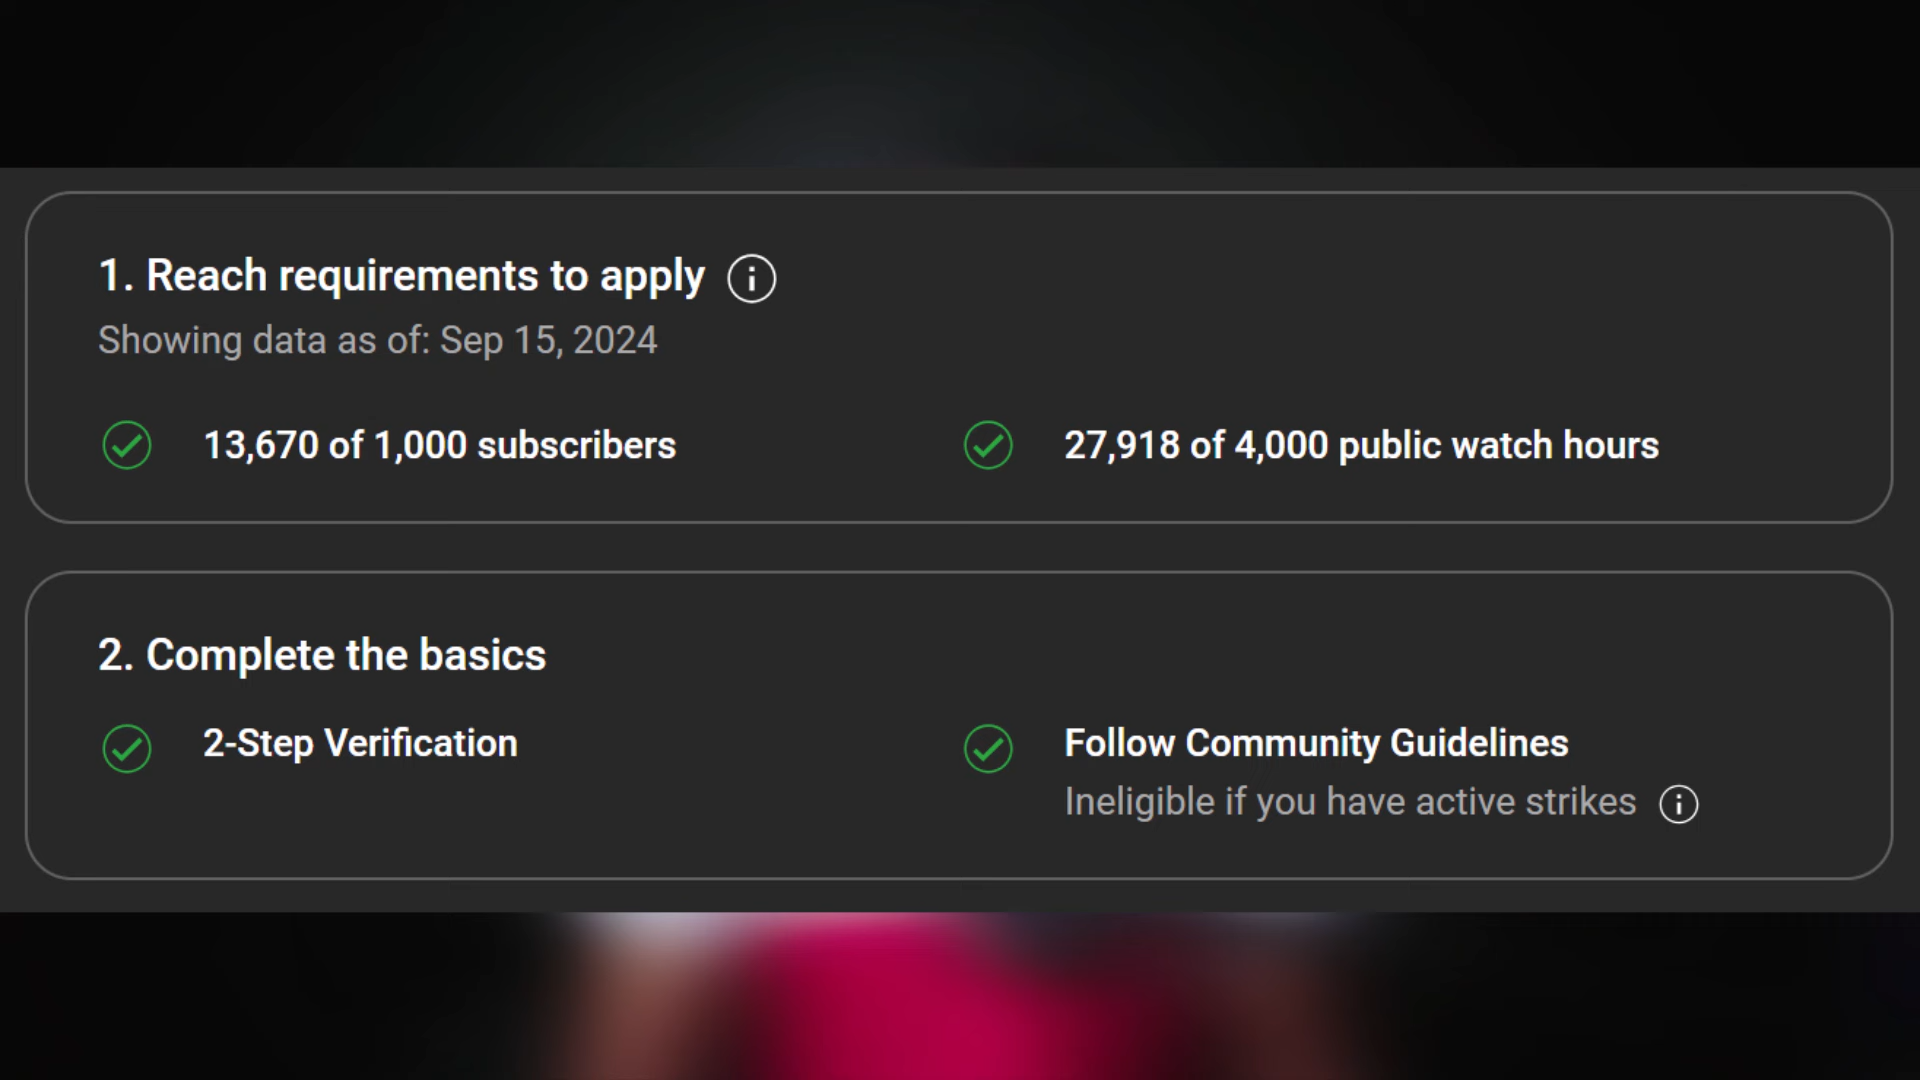 1. Reach requirements to apply
Showing data as of: Sep 15, 2024
13,670 of 1,000 subscribers
27,918 of 4,000 public watch hours
2. Complete the basics
2-Step Verification
Follow Community Guidelines
Ineligible if you have active strikes